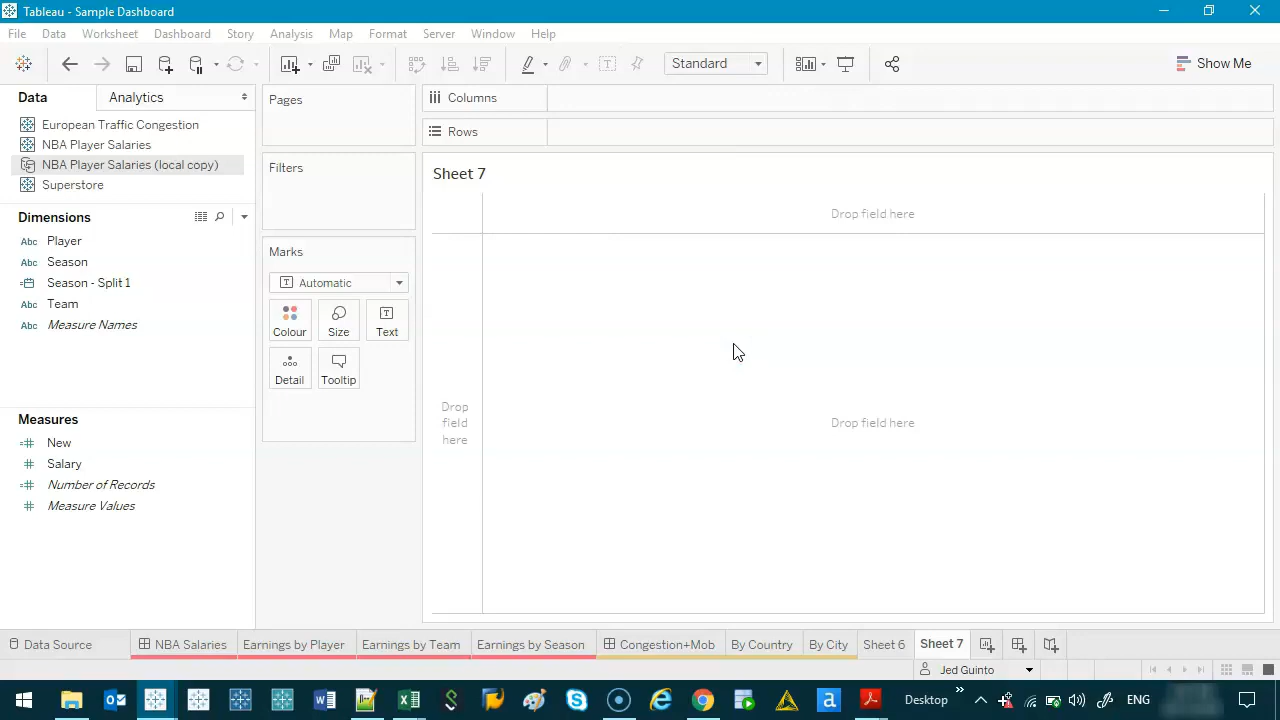 Tableau - Sample Dashboard
File Data Worksheet Dashboard Story Analysis Map Format Server Window Help
Standard
Show Me
Data
Analytics
European Traffic Congestion
NBA Player Salaries
NBA Player Salaries (local copy)
Superstore
Dimensions
Abc Player
Abc Season
Season - Split 1
Abc Team
Abc Measure Names
Measures
New
Salary
Number of Records
Measure Values
Pages
Filters
Marks
Automatic
Colour
Size
Text
Detail
Tooltip
Columns
Rows
Sheet 7
Drop field here
Drop
field
here
Drop field here
Data Source NBA Salaries Earnings by Player Earnings by Team Earnings by Season Congestion+Mob By Country By City Sheet 6 Sheet 7
Jed Guinto
Desktop
ENG